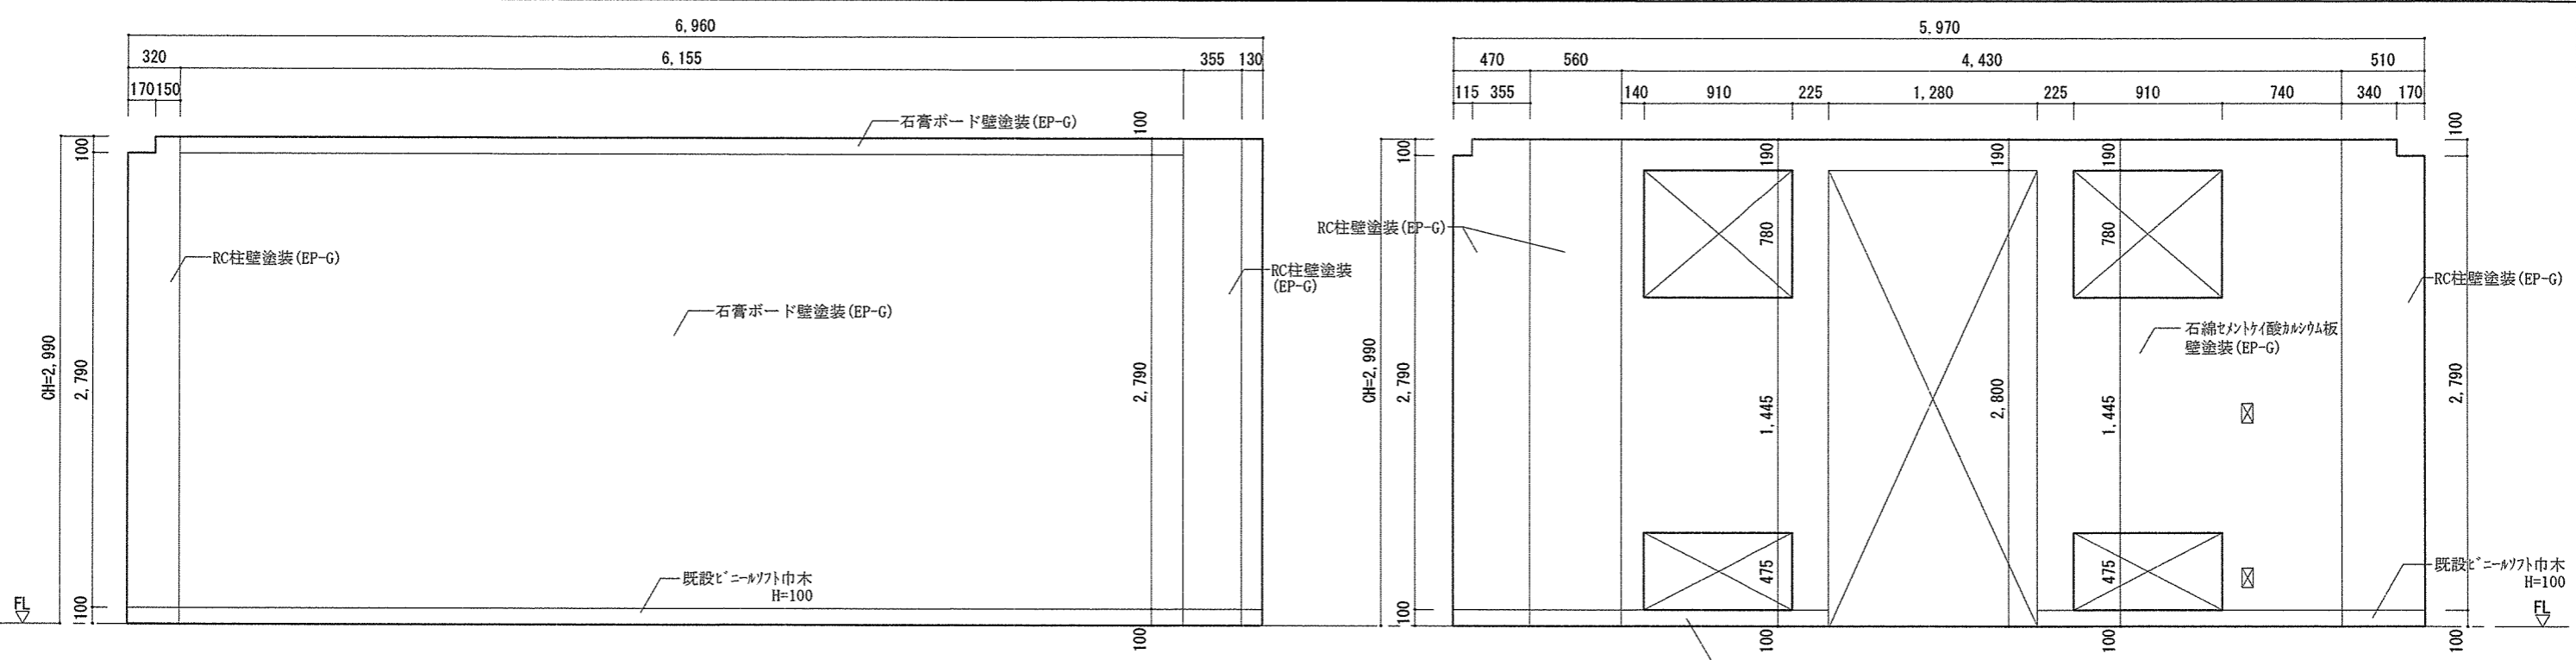 6,960
320
6,155
355
130
170
150
100
100
石膏ボード壁塗装(EP-G)
RC柱壁塗装(EP-G)
RC柱壁塗装
(EP-G)
石膏ボード壁塗装(EP-G)
CH=2,990
2,790
2,790
既設ﾋﾞﾆｰﾙｿﾌﾄ巾木
H=100
FL
100
100
5,970
470
560
4,430
510
115
355
140
910
225
1,280
225
910
740
340
170
100
100
190
190
190
RC柱壁塗装(EP-G)
780
780
RC柱壁塗装(EP-G)
石綿ｾﾒﾝﾄｹｲ酸ｶﾙｼｳﾑ板
壁塗装(EP-G)
CH=2,990
2,790
1,445
2,800
1,445
2,790
475
475
既設ﾋﾞﾆｰﾙｿﾌﾄ巾木
H=100
FL
100
100
100
100